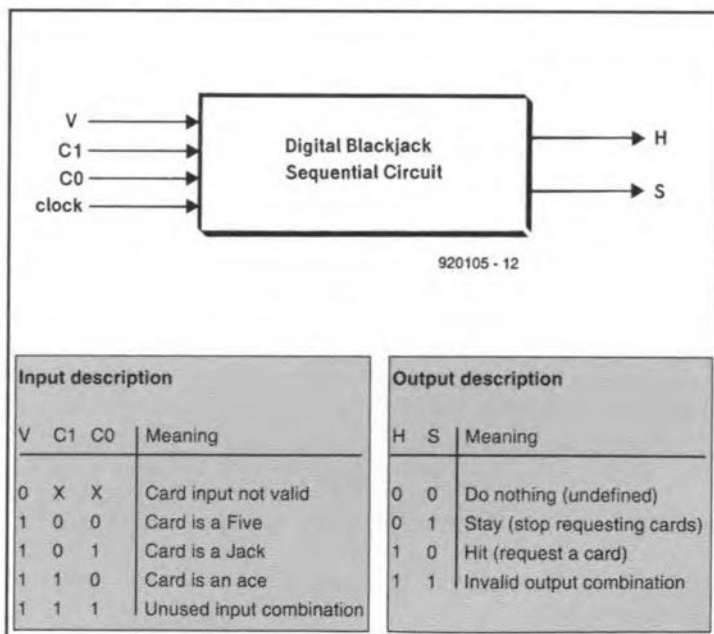 V
C1
C0
clock
Digital Blackjack
Sequential Circuit
H
S
920105 - 12
Input description
V C1 C0 Meaning
0 X X Card input not valid
1 0 0 Card is a Five
1 0 1 Card is a Jack
1 1 0 Card is an ace
1 1 1 Unused input combination
Output description
H S Meaning
0 0 Do nothing (undefined)
0 1 Stay (stop requesting cards)
1 0 Hit (request a card)
1 1 Invalid output combination